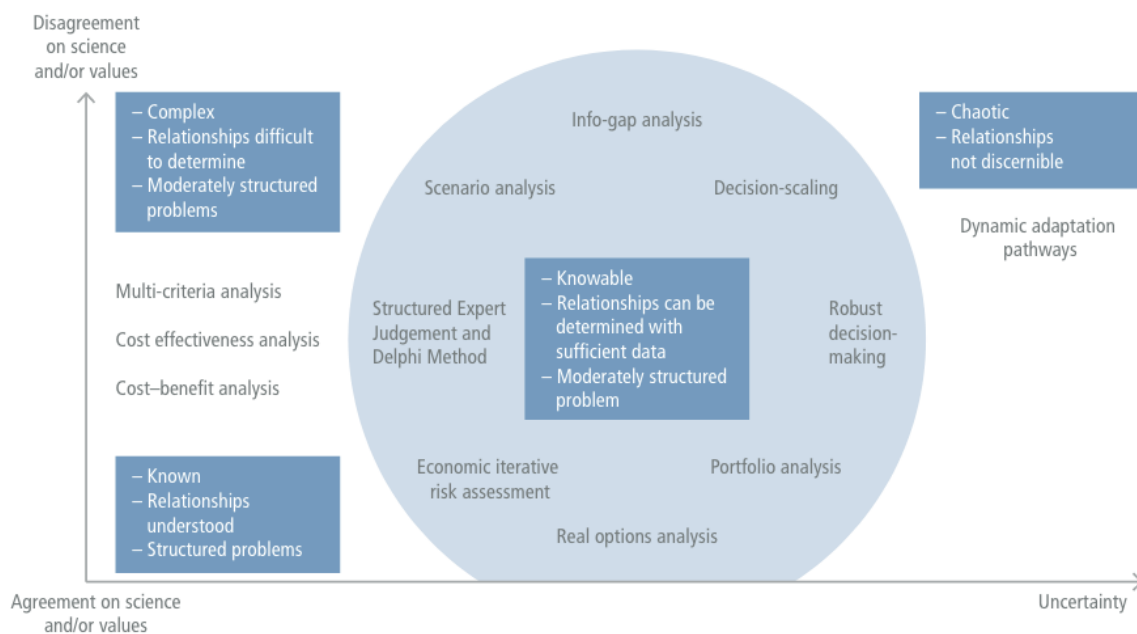 Disagreement
on science
and/or values
– Complex
– Relationships difficult
to determine
– Moderately structured
problems
Info-gap analysis
– Chaotic
– Relationships
not discernible
Scenario analysis
Decision-scaling
Dynamic adaptation
pathways
Multi-criteria analysis
Cost effectiveness analysis
Cost–benefit analysis
Structured Expert
Judgement and
Delphi Method
– Knowable
– Relationships can be
determined with
sufficient data
– Moderately structured
problem
Robust
decision-
making
– Known
– Relationships
understood
– Structured problems
Economic iterative
risk assessment
Portfolio analysis
Real options analysis
Agreement on science
and/or values
Uncertainty